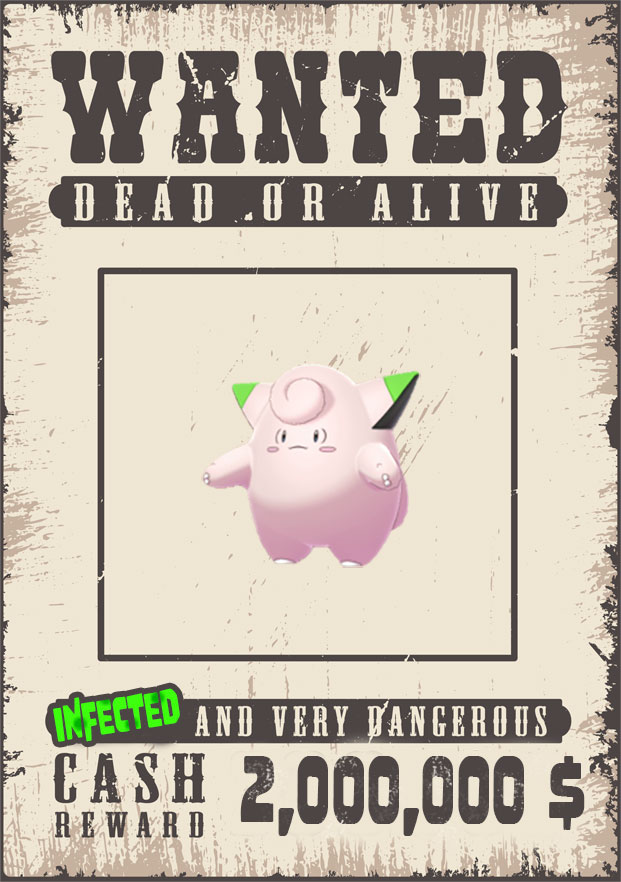 WANTED
DEAD OR ALIVE
INFECTED AND VERY DANGEROUS
CASH
REWARD
2,000,000 $